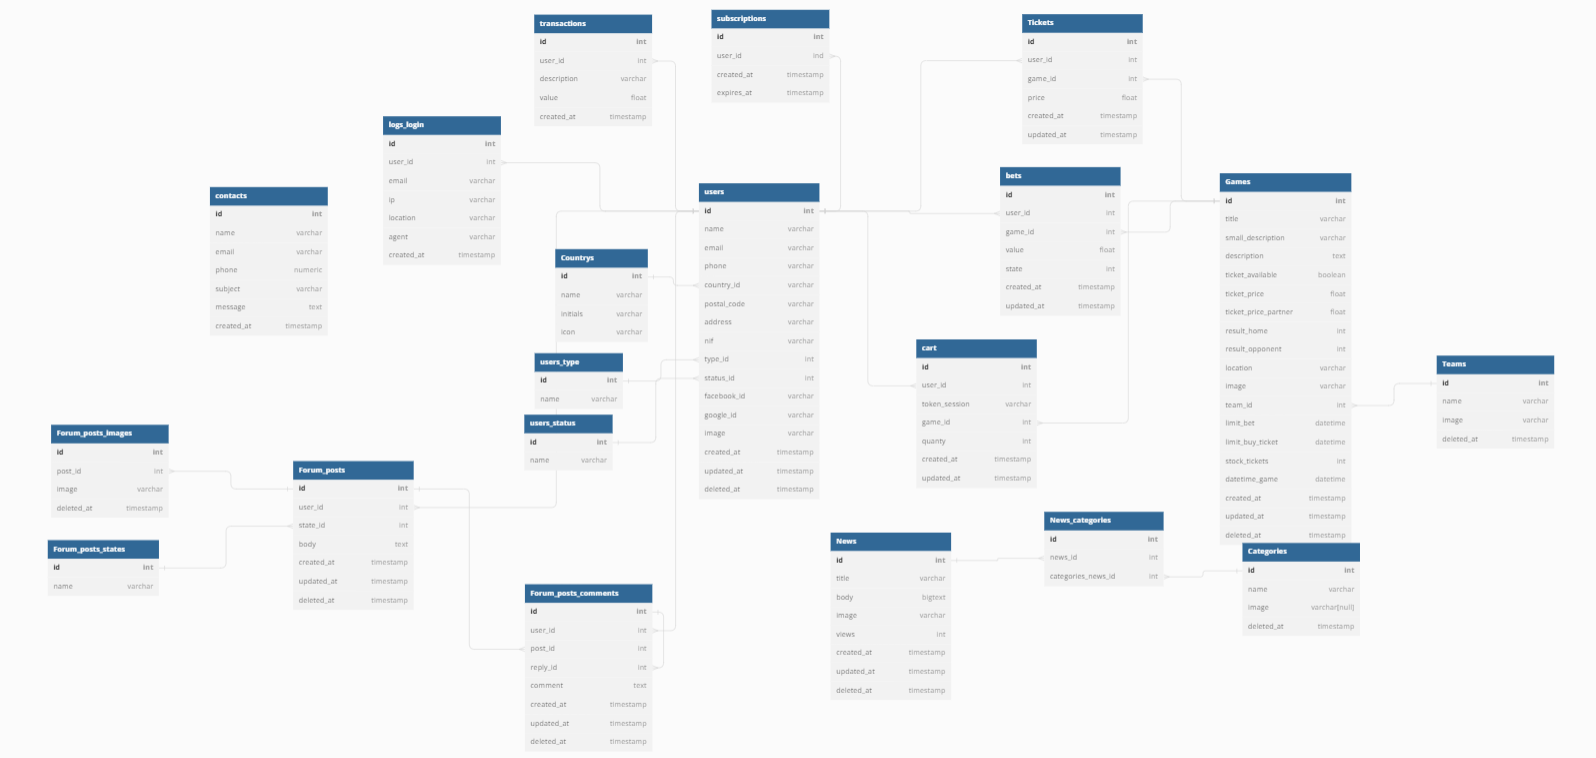 transactions
id int
user_id int
description varchar
value float
created_at timestamp
subscriptions
id int
user_id ind
created_at timestamp
expires_at timestamp
Tickets
id int
user_id int
game_id int
price float
created_at timestamp
updated_at timestamp
logs_login
id int
user_id int
email varchar
ip varchar
location varchar
agent varchar
created_at timestamp
contacts
id int
name varchar
email varchar
phone numeric
subject varchar
message text
created_at timestamp
users
id int
name varchar
email varchar
phone varchar
country_id varchar
postal_code varchar
address varchar
nif varchar
type_id int
status_id int
facebook_id varchar
google_id varchar
image varchar
created_at timestamp
updated_at timestamp
deleted_at timestamp
bets
id int
user_id int
game_id int
value float
state int
created_at timestamp
updated_at timestamp
Games
id int
title varchar
small_description varchar
description text
ticket_available boolean
ticket_price float
ticket_price_partner float
result_home int
result_opponent int
location varchar
image varchar
team_id int
limit_bet datetime
limit_buy_ticket datetime
stock_tickets int
datetime_game datetime
created_at timestamp
updated_at timestamp
deleted_at timestamp
Countrys
id int
name varchar
initials varchar
icon varchar
users_type
id int
name varchar
users_status
id int
name varchar
cart
id int
user_id int
token_session varchar
game_id int
quanty int
created_at timestamp
updated_at timestamp
Teams
id int
name varchar
image varchar
deleted_at timestamp
Forum_posts_images
id int
post_id int
image varchar
deleted_at timestamp
Forum_posts
id int
user_id int
state_id int
body text
created_at timestamp
updated_at timestamp
deleted_at timestamp
Forum_posts_states
id int
name varchar
Forum_posts_comments
id int
user_id int
post_id int
reply_id int
comment text
created_at timestamp
updated_at timestamp
deleted_at timestamp
News
id int
title varchar
body bigtext
image varchar
views int
created_at timestamp
updated_at timestamp
deleted_at timestamp
News_categories
id int
news_id int
categories_news_id int
Categories
id int
name varchar
image varchar[null]
deleted_at timestamp